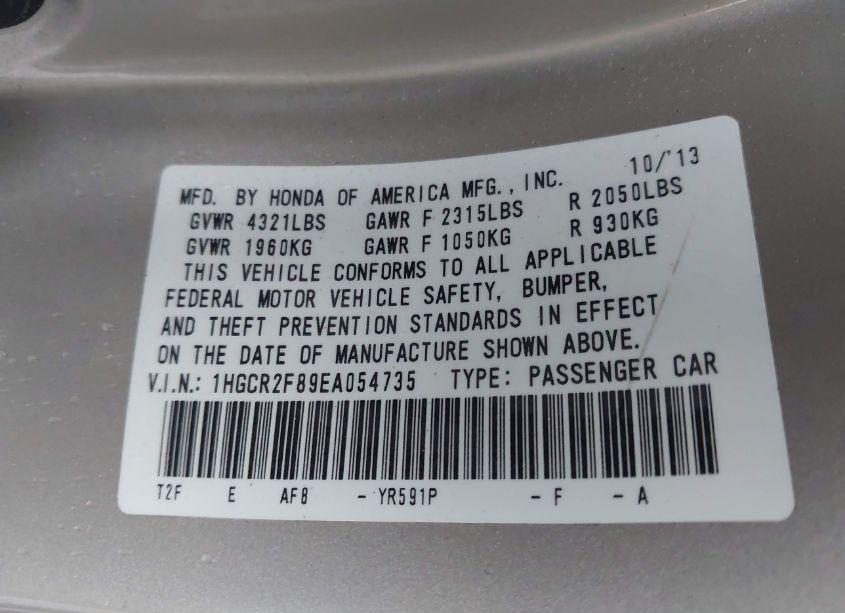 MFD. BY HONDA OF AMERICA MFG., INC. 10/'13
GVWR 4321LBS GAWR F 2315LBS R 2050LBS
GVWR 1960KG GAWR F 1050KG R 930KG
THIS VEHICLE CONFORMS TO ALL APPLICABLE
FEDERAL MOTOR VEHICLE SAFETY, BUMPER,
AND THEFT PREVENTION STANDARDS IN EFFECT
ON THE DATE OF MANUFACTURE SHOWN ABOVE.
V.I.N.: 1HGCR2F89EA054735 TYPE: PASSENGER CAR
T2F E AF8 - YR591P - F - A